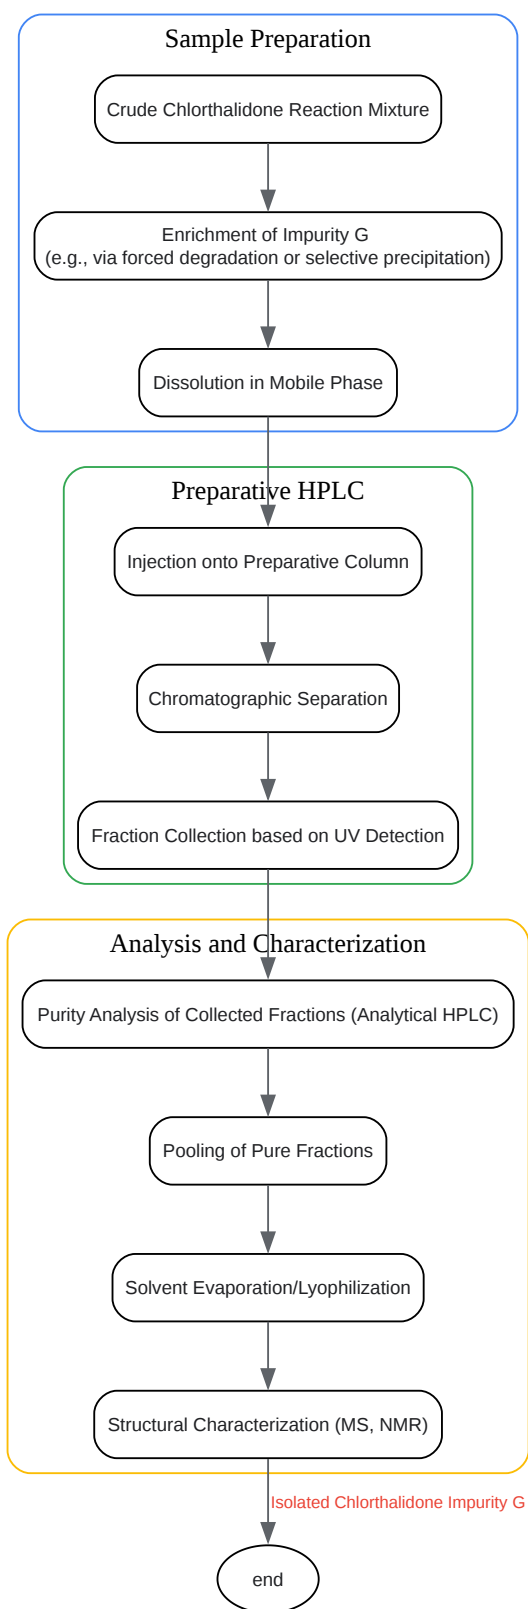 Sample Preparation
Crude Chlorthalidone Reaction Mixture
Enrichment of Impurity G
(e.g., via forced degradation or selective precipitation)
Dissolution in Mobile Phase
Preparative HPLC
Injection onto Preparative Column
Chromatographic Separation
Fraction Collection based on UV Detection
Analysis and Characterization
Purity Analysis of Collected Fractions (Analytical HPLC)
Pooling of Pure Fractions
Solvent Evaporation/Lyophilization
Structural Characterization (MS, NMR)
Isolated Chlorthalidone Impurity G
end